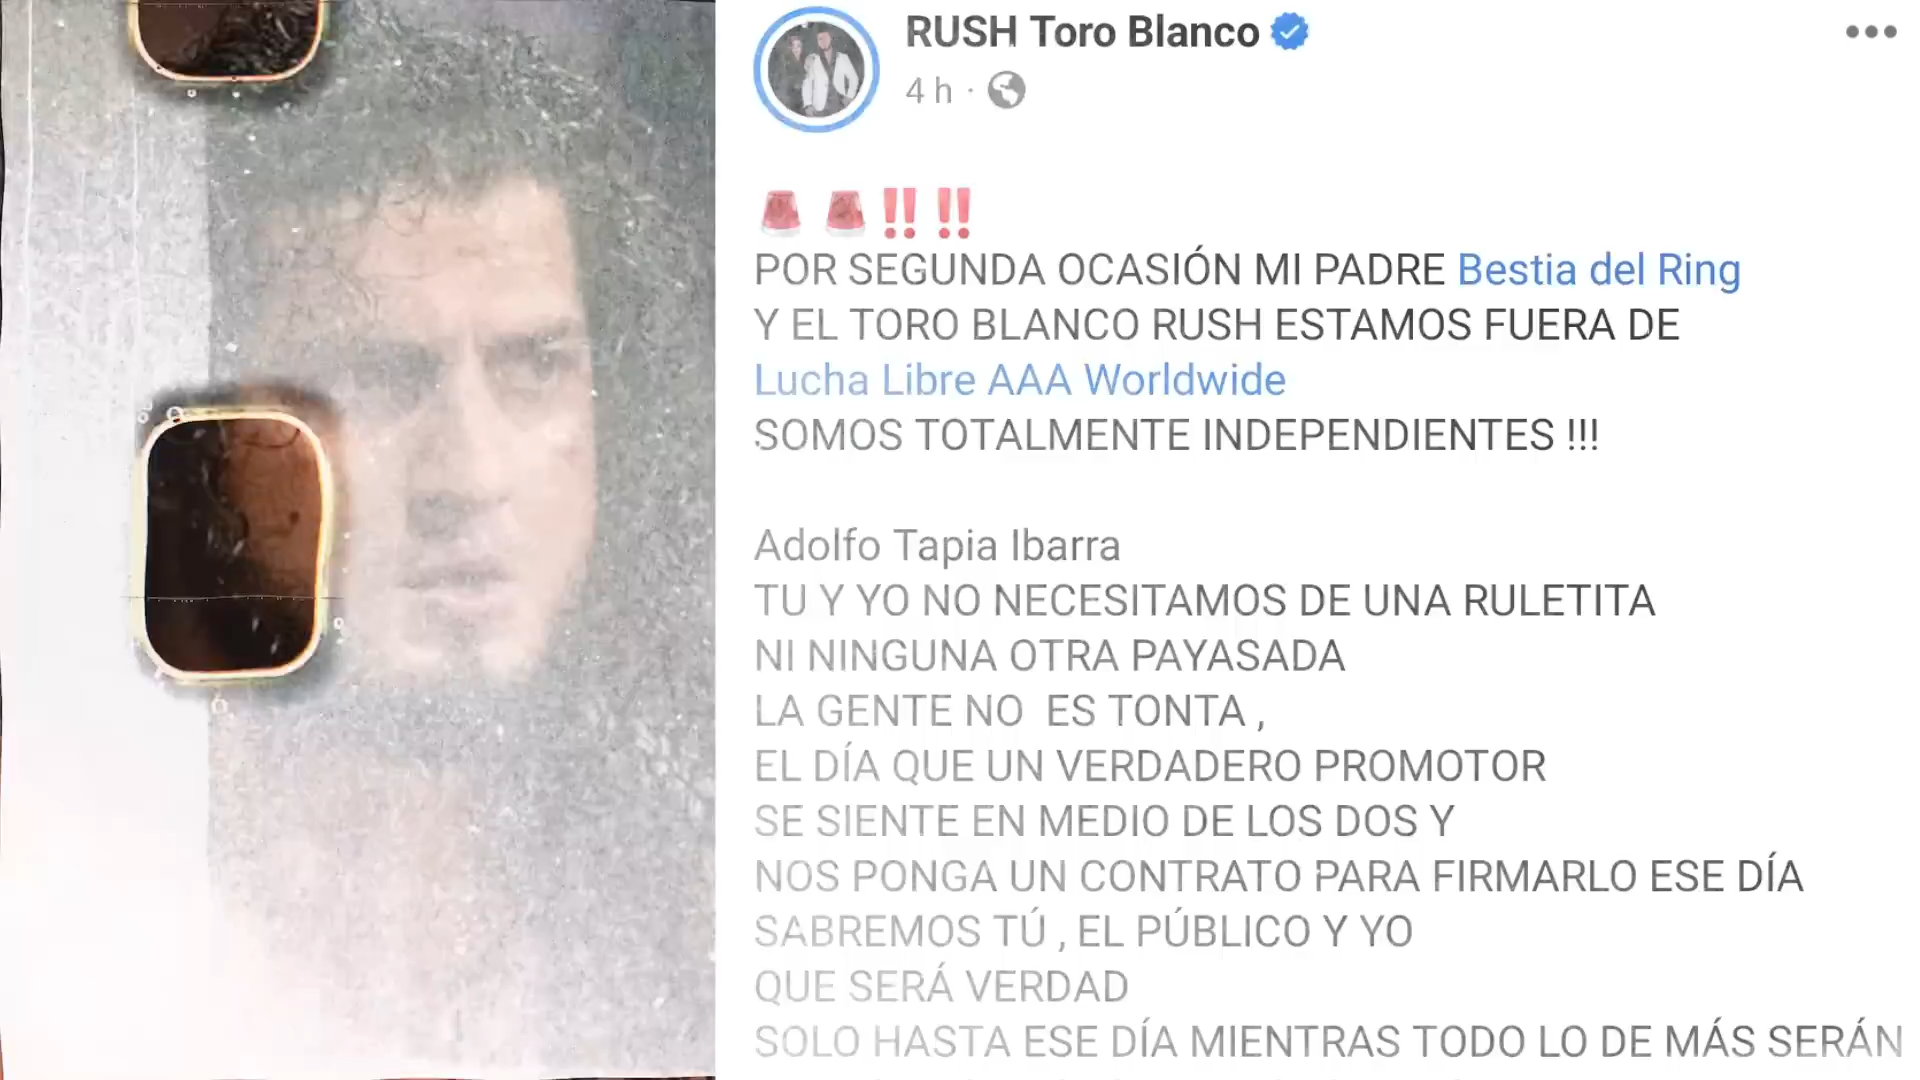 RUSH Toro Blanco
4 h ·
🚨 🚨‼️‼️
POR SEGUNDA OCASIÓN MI PADRE Bestia del Ring
Y EL TORO BLANCO RUSH ESTAMOS FUERA DE
Lucha Libre AAA Worldwide
SOMOS TOTALMENTE INDEPENDIENTES !!!
Adolfo Tapia Ibarra
TU Y YO NO NECESITAMOS DE UNA RULETITA
NI NINGUNA OTRA PAYASADA
LA GENTE NO  ES TONTA ,
EL DÍA QUE UN VERDADERO PROMOTOR
SE SIENTE EN MEDIO DE LOS DOS Y
NOS PONGA UN CONTRATO PARA FIRMARLO ESE DÍA
SABREMOS TÚ , EL PÚBLICO Y YO
QUE SERÁ VERDAD
SOLO HASTA ESE DÍA MIENTRAS TODO LO DE MÁS SERÁN